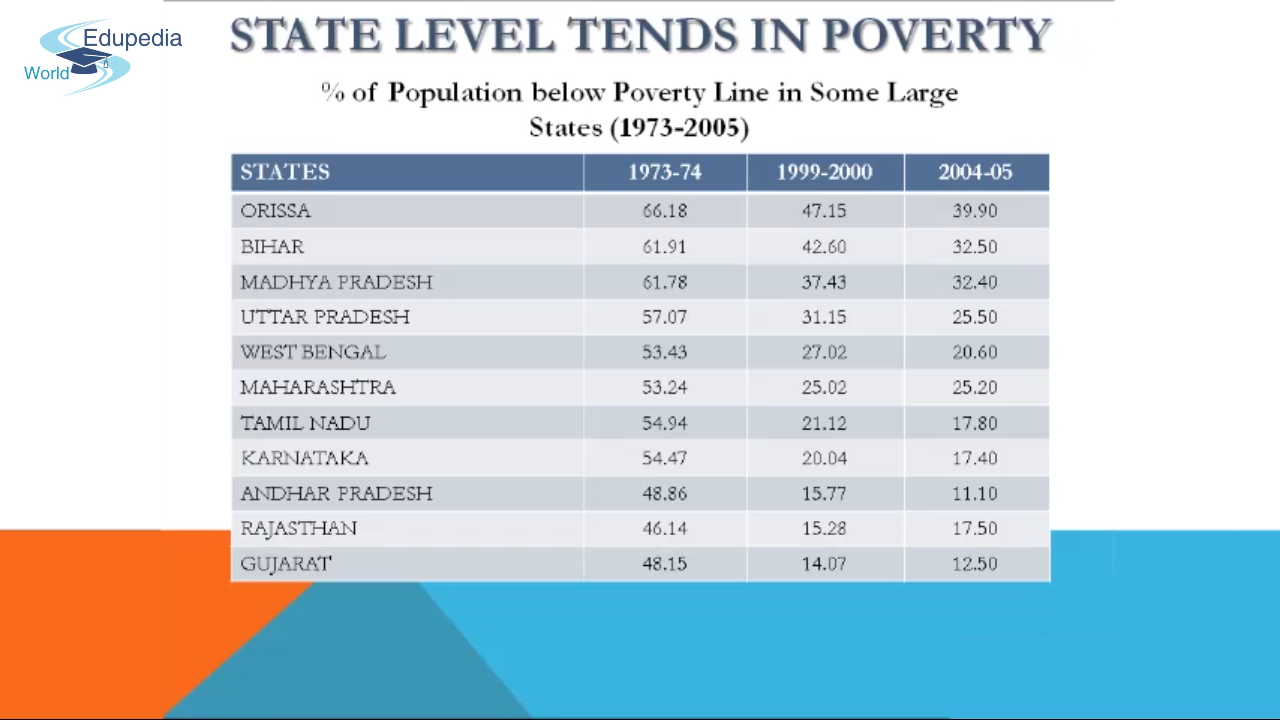 Edupedia
World
STATE LEVEL TENDS IN POVERTY
% of Population below Poverty Line in Some Large
States (1973-2005)
STATES 1973-74 1999-2000 2004-05
ORISSA 66.18 47.15 39.90
BIHAR 61.91 42.60 32.50
MADHYA PRADESH 61.78 37.43 32.40
UTTAR PRADESH 57.07 31.15 25.50
WEST BENGAL 53.43 27.02 20.60
MAHARASHTRA 53.24 25.02 25.20
TAMIL NADU 54.94 21.12 17.80
KARNATAKA 54.47 20.04 17.40
ANDHAR PRADESH 48.86 15.77 11.10
RAJASTHAN 46.14 15.28 17.50
GUJARAT 48.15 14.07 12.50